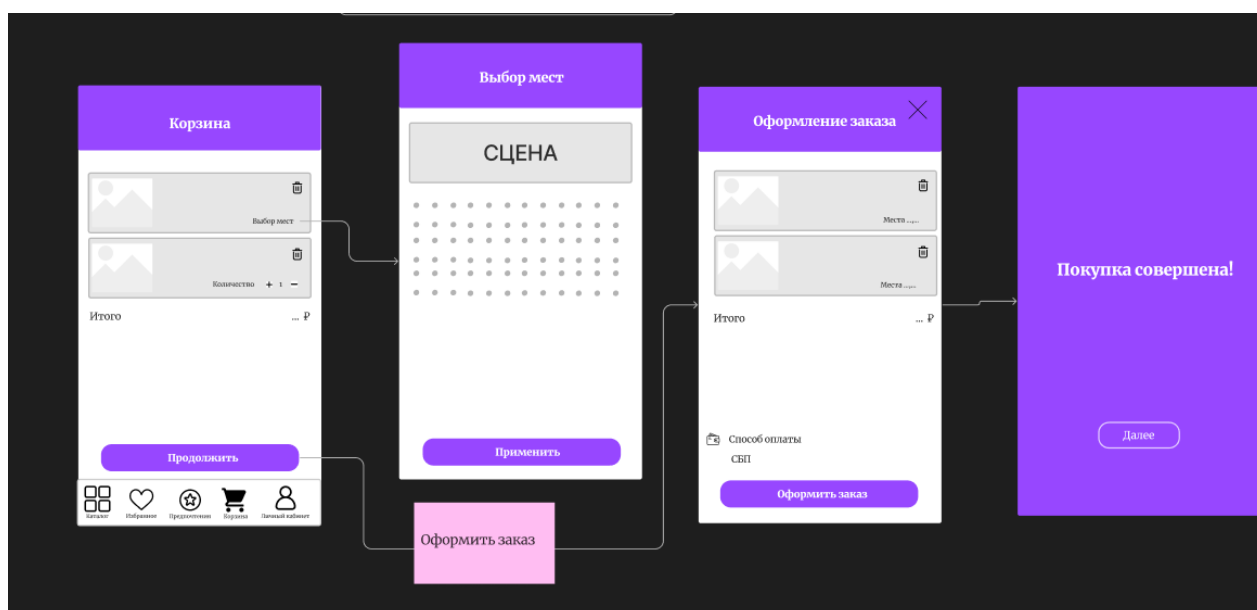 Корзина
Выбор мест
Количество + 1 −
Итого ... ₽
Продолжить
Каталог Избранное Предпочтения Корзина Личный кабинет
Выбор мест
СЦЕНА
Применить
Оформить заказ
Оформление заказа
Места ...,...
Места ...,...
Итого ... ₽
Способ оплаты
СБП
Оформить заказ
Покупка совершена!
Далее